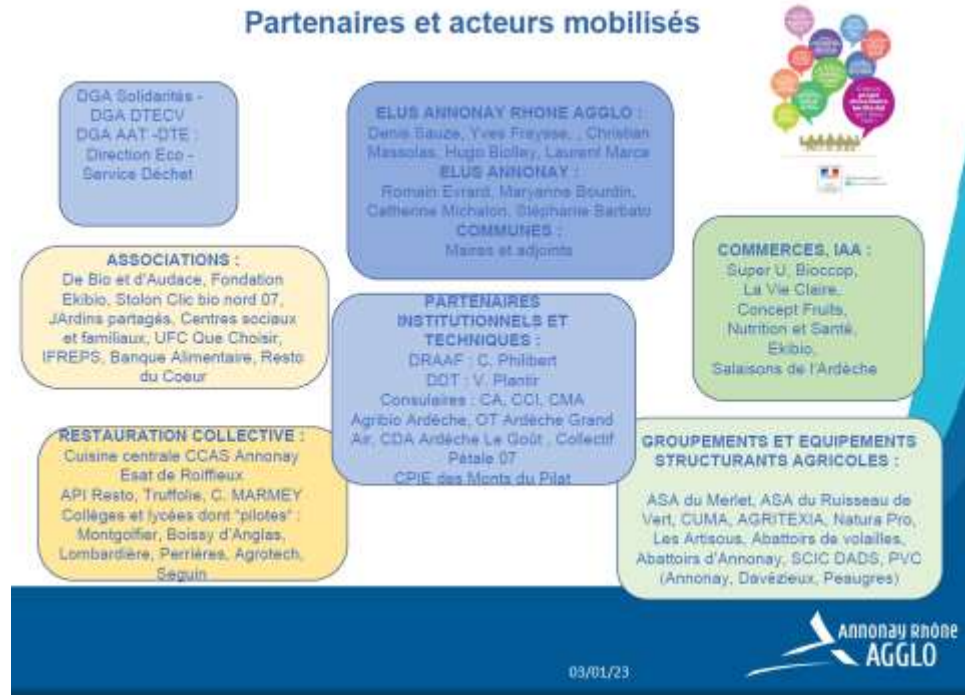 Partenaires et acteurs mobilisés
DGA Solidarités -
DGA DTECV
DGA AAT -DTE :
Direction Eco -
Service Déchet
ELUS ANNONAY RHONE AGGLO :
Denis Sauze, Yves Fraysse, , Christian
Massolas, Hugo Biolley, Laurent Marce
ELUS ANNONAY :
Romain Evrard, Maryanne Bourdin,
Catherine Michalon, Stéphanie Barbato
COMMUNES :
Maires et adjoints
ASSOCIATIONS :
De Bio et d'Audace, Fondation
Ekibio, Stolon Clic bio nord 07,
JArdins partagés, Centres sociaux
et familiaux, UFC Que Choisir,
IFREPS, Banque Alimentaire, Resto
du Coeur
PARTENAIRES
INSTITUTIONNELS ET
TECHNIQUES :
DRAAF : C. Philibert
DDT : V. Plantir
Consulaires : CA, CCI, CMA
Agribio Ardèche, OT Ardèche Grand
Air, CDA Ardèche Le Goût , Collectif
Pétale 07
CPIE des Monts du Pilat
COMMERCES, IAA :
Super U, Bioccop,
La Vie Claire,
Concept Fruits,
Nutrition et Santé,
Ekibio,
Salaisons de l'Ardèche
RESTAURATION COLLECTIVE :
Cuisine centrale CCAS Annonay
Esat de Roiffieux
API Resto, Truffolie, C. MARMEY
Collèges et lycées dont "pilotes" :
Montgolfier, Boissy d'Anglas,
Lombardière, Perrières, Agrotech,
Seguin
GROUPEMENTS ET EQUIPEMENTS
STRUCTURANTS AGRICOLES :
ASA du Merlet, ASA du Ruisseau de
Vert, CUMA, AGRITEXIA, Natura Pro,
Les Artisous, Abattoirs de volailles,
Abattoirs d'Annonay, SCIC DADS, PVC
(Annonay, Davézieux, Peaugres)
03/01/23
Annonay Rhône
AGGLO